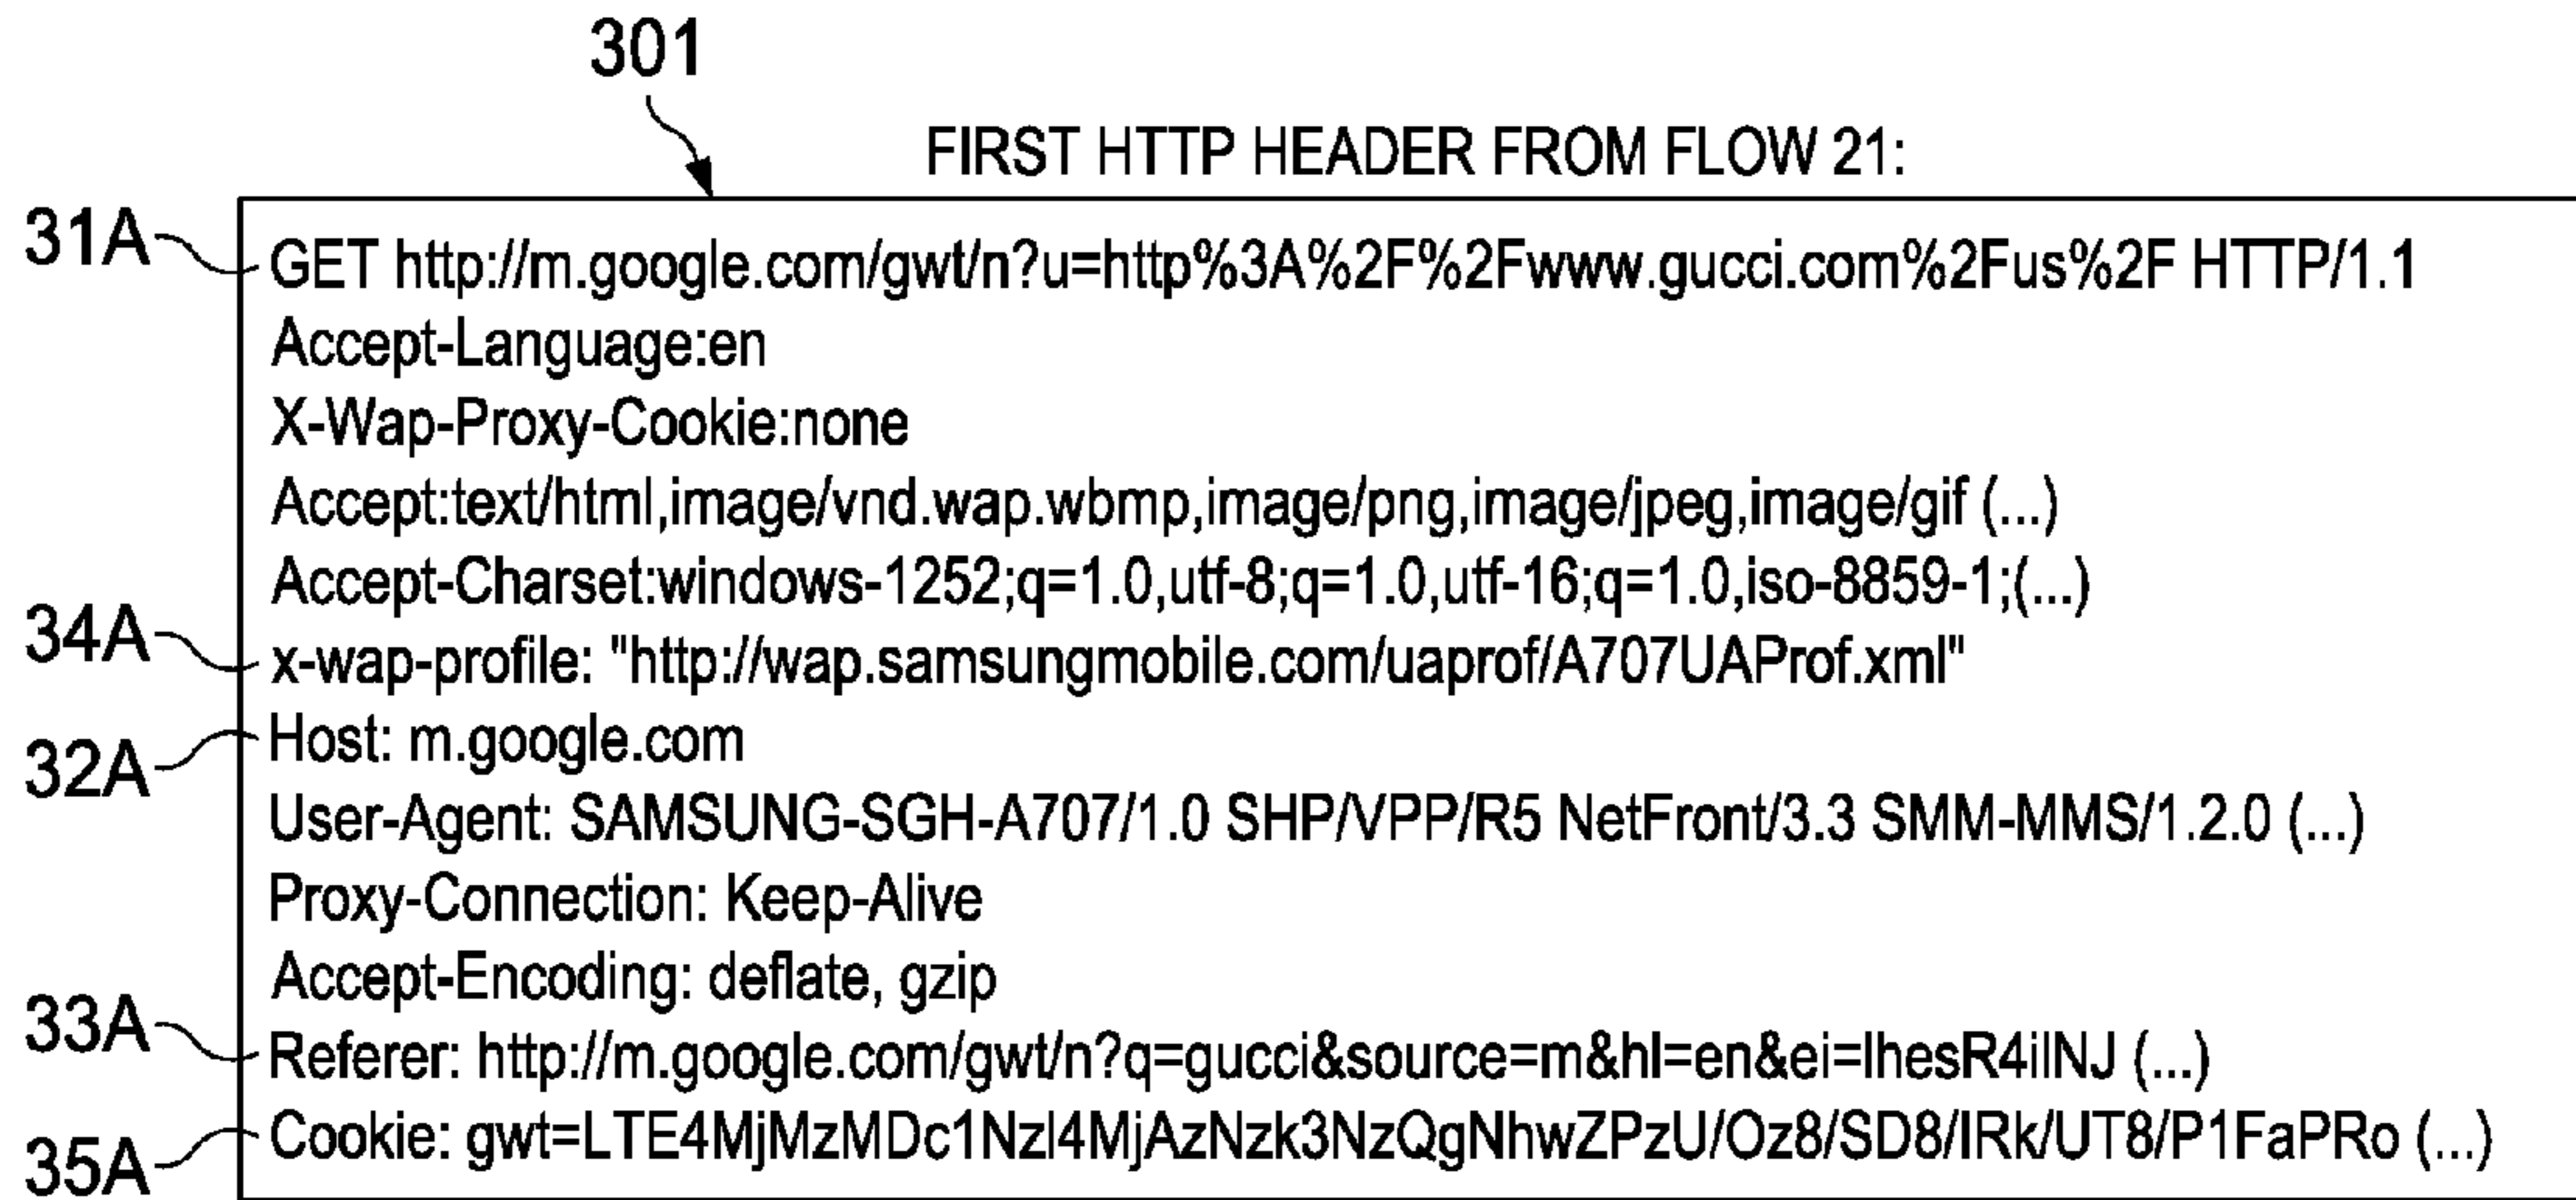 301
FIRST HTTP HEADER FROM FLOW 21:
31A
GET http://m.google.com/gwt/n?u=http%3A%2F%2Fwww.gucci.com%2Fus%2F HTTP/1.1
Accept-Language:en
X-Wap-Proxy-Cookie:none
Accept:text/html,image/vnd.wap.wbmp,image/png,image/jpeg,image/gif (...)
Accept-Charset:windows-1252;q=1.0,utf-8;q=1.0,utf-16;q=1.0,iso-8859-1;(...)
34A
x-wap-profile: "http://wap.samsungmobile.com/uaprof/A707UAProf.xml"
32A
Host: m.google.com
User-Agent: SAMSUNG-SGH-A707/1.0 SHP/VPP/R5 NetFront/3.3 SMM-MMS/1.2.0 (...)
Proxy-Connection: Keep-Alive
Accept-Encoding: deflate, gzip
33A
Referer: http://m.google.com/gwt/n?q=gucci&source=m&hl=en&ei=IhesR4ilNJ (...)
35A
Cookie: gwt=LTE4MjMzMDc1NzI4MjAzNzk3NzQgNhwZPzU/Oz8/SD8/IRk/UT8/P1FaPRo (...)